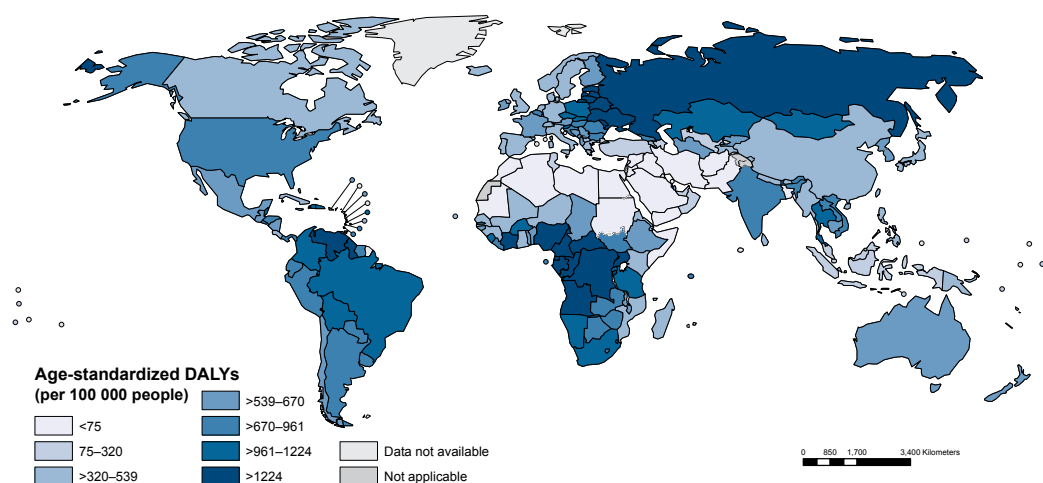 Age-standardized DALYs
(per 100 000 people)
<75
75–320
>320–539
>539–670
>670–961
>961–1224
>1224
Data not available
Not applicable
0 850 1,700 3,400 Kilometers